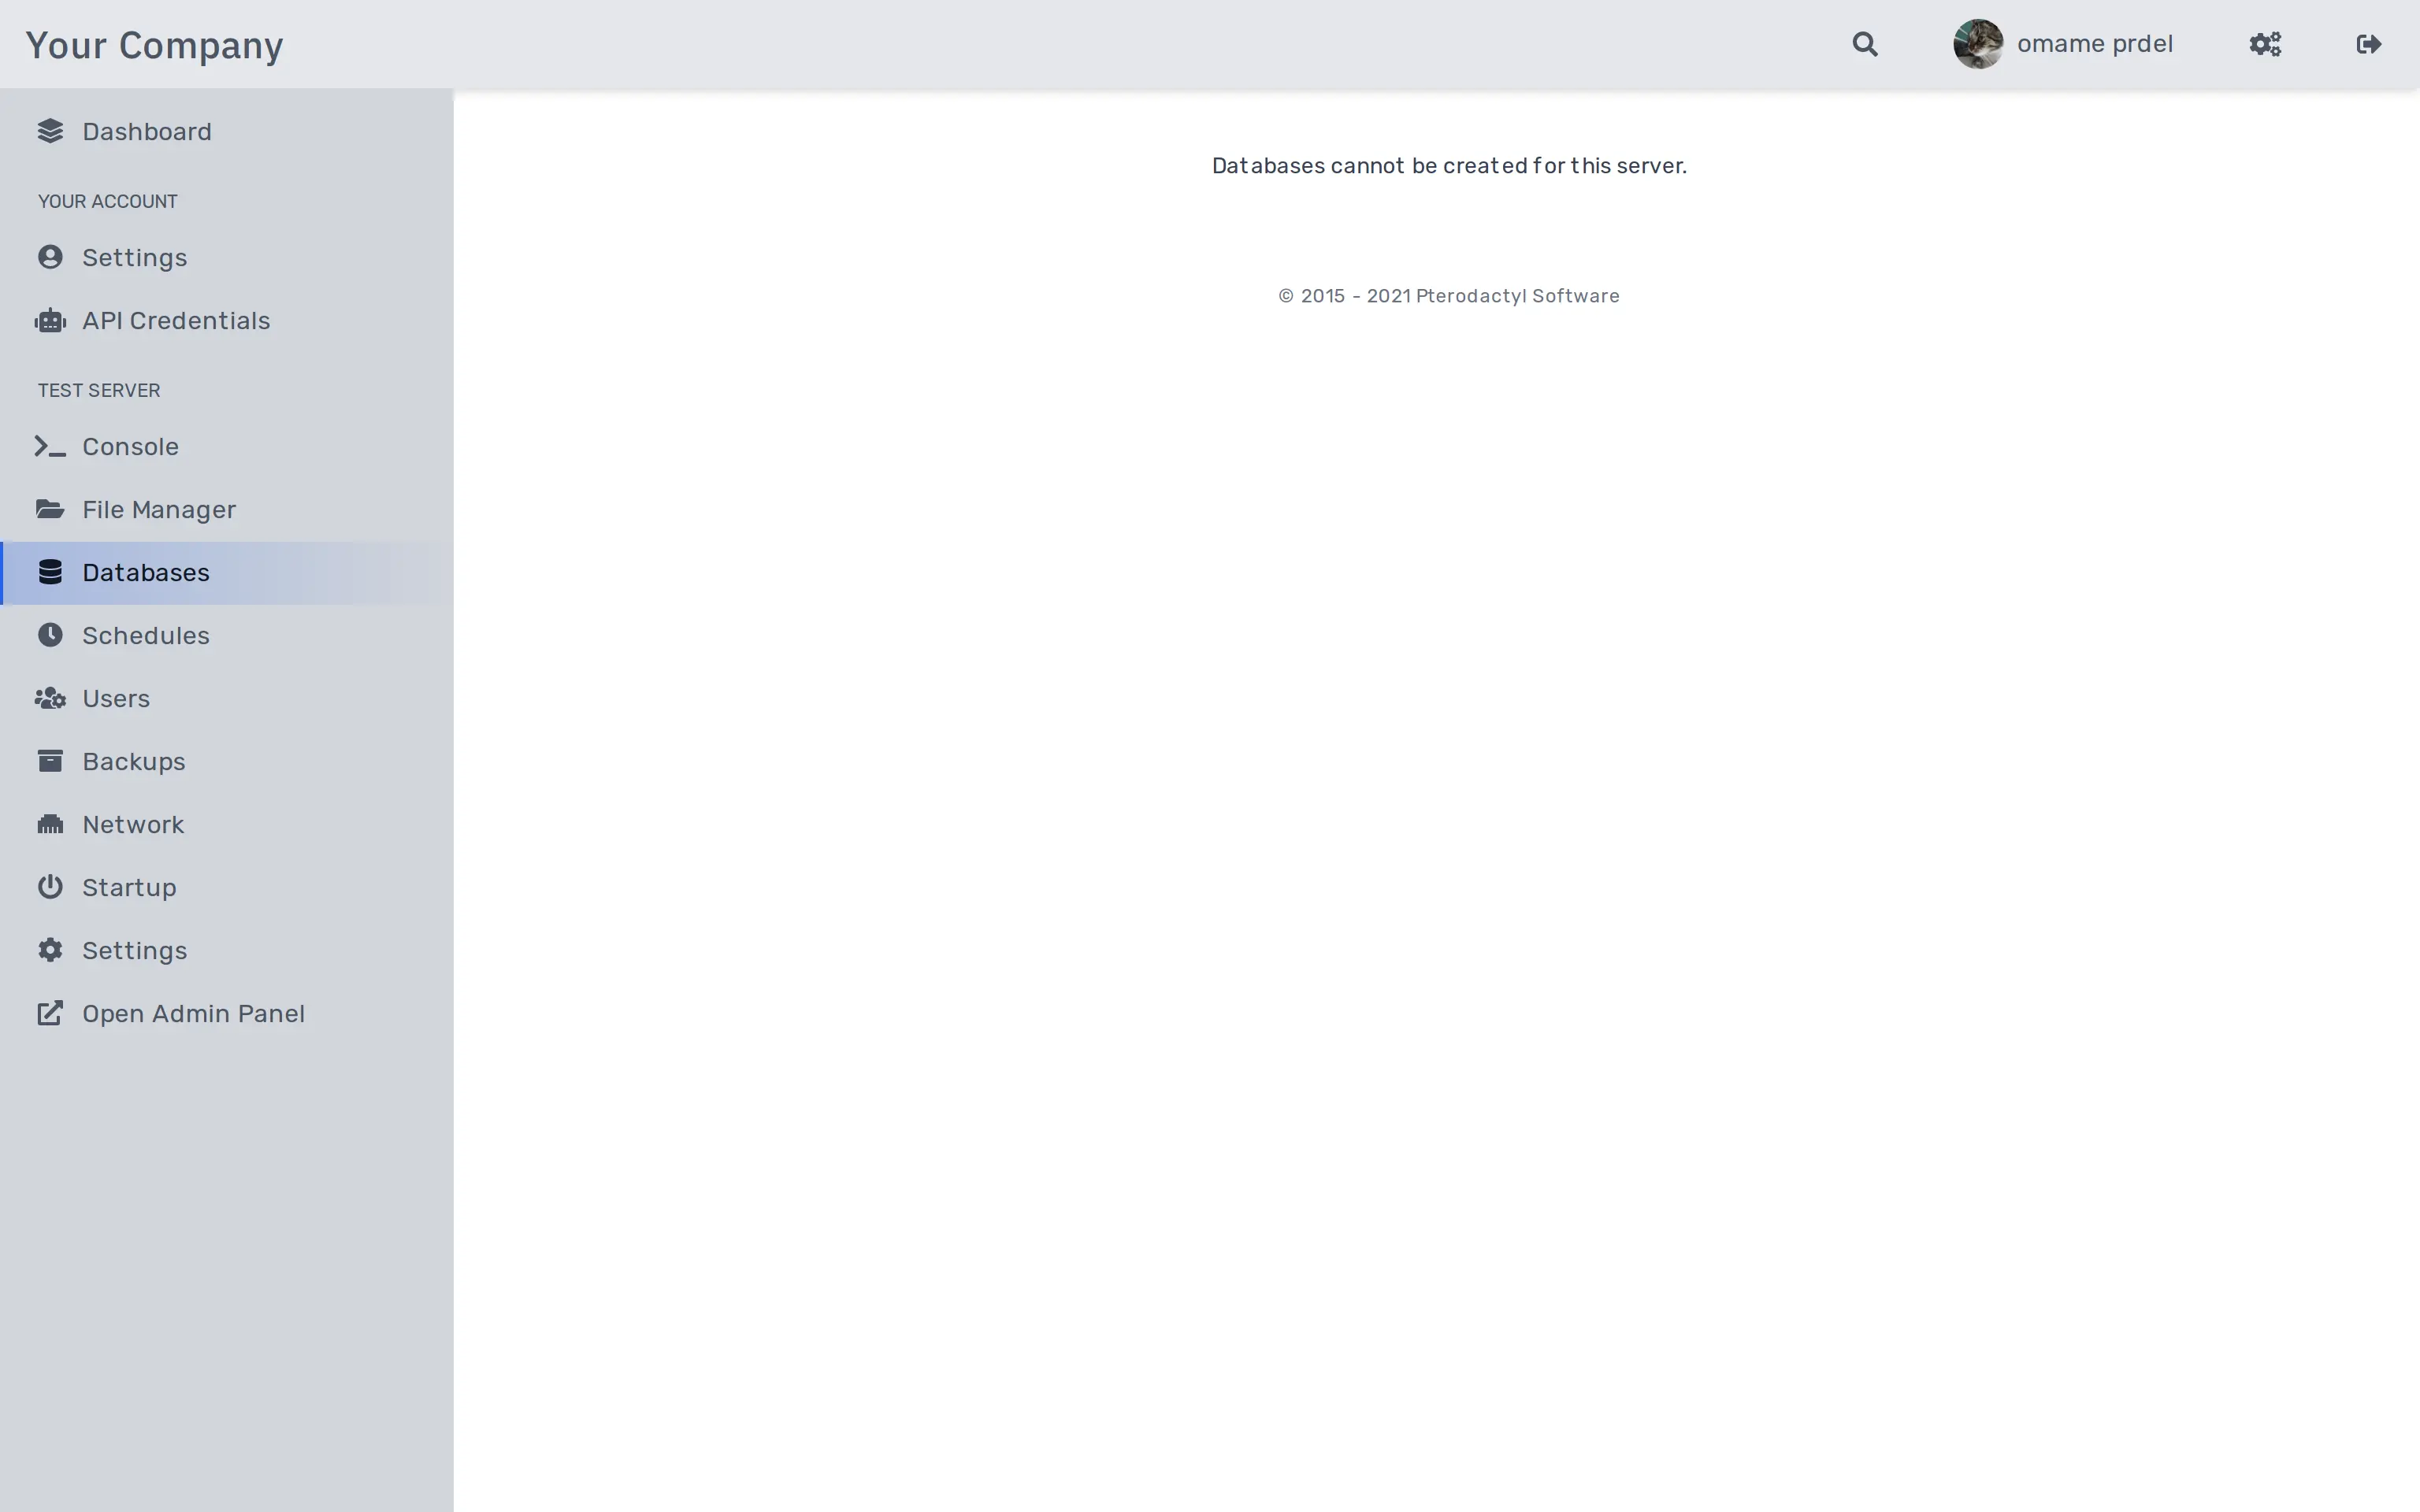 Your Company
omame prdel
Dashboard
YOUR ACCOUNT
Settings
API Credentials
TEST SERVER
Console
File Manager
Databases
Schedules
Users
Backups
Network
Startup
Settings
Open Admin Panel
Databases cannot be created for this server.
© 2015 - 2021 Pterodactyl Software